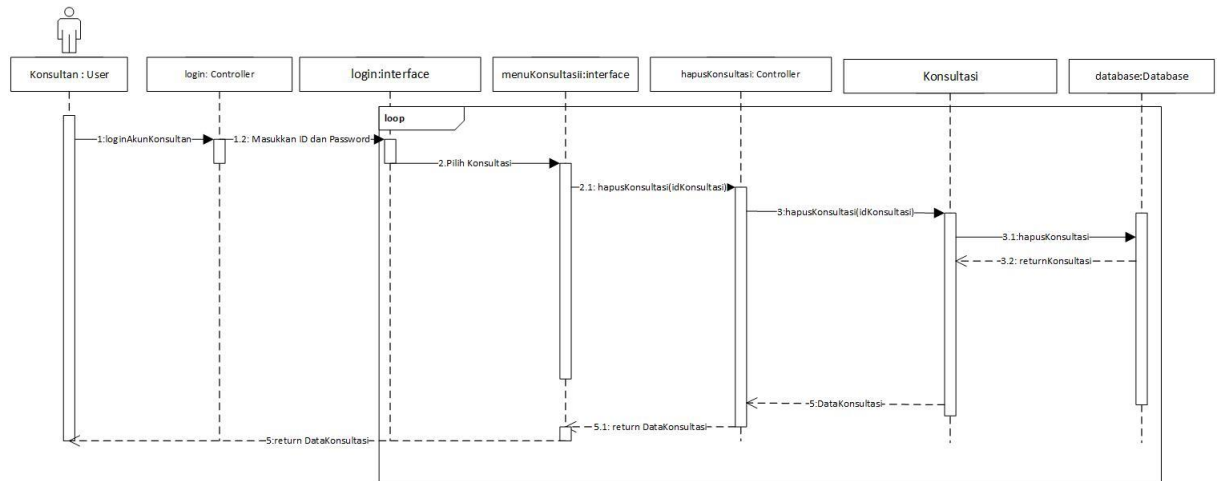 Konsultan : User
login: Controller
login:interface
menuKonsultasii:interface
hapusKonsultasi: Controller
Konsultasi
database:Database
loop
1:loginAkunKonsultan
1.2: Masukkan ID dan Password
2.Pilih Konsultasi
2.1: hapusKonsultasi(idKonsultasi)
3:hapusKonsultasi(idKonsultasi)
3.1:hapusKonsultasi
3.2: returnKonsultasi
5:DataKonsultasi
5.1: return DataKonsultasi
5:return DataKonsultasi